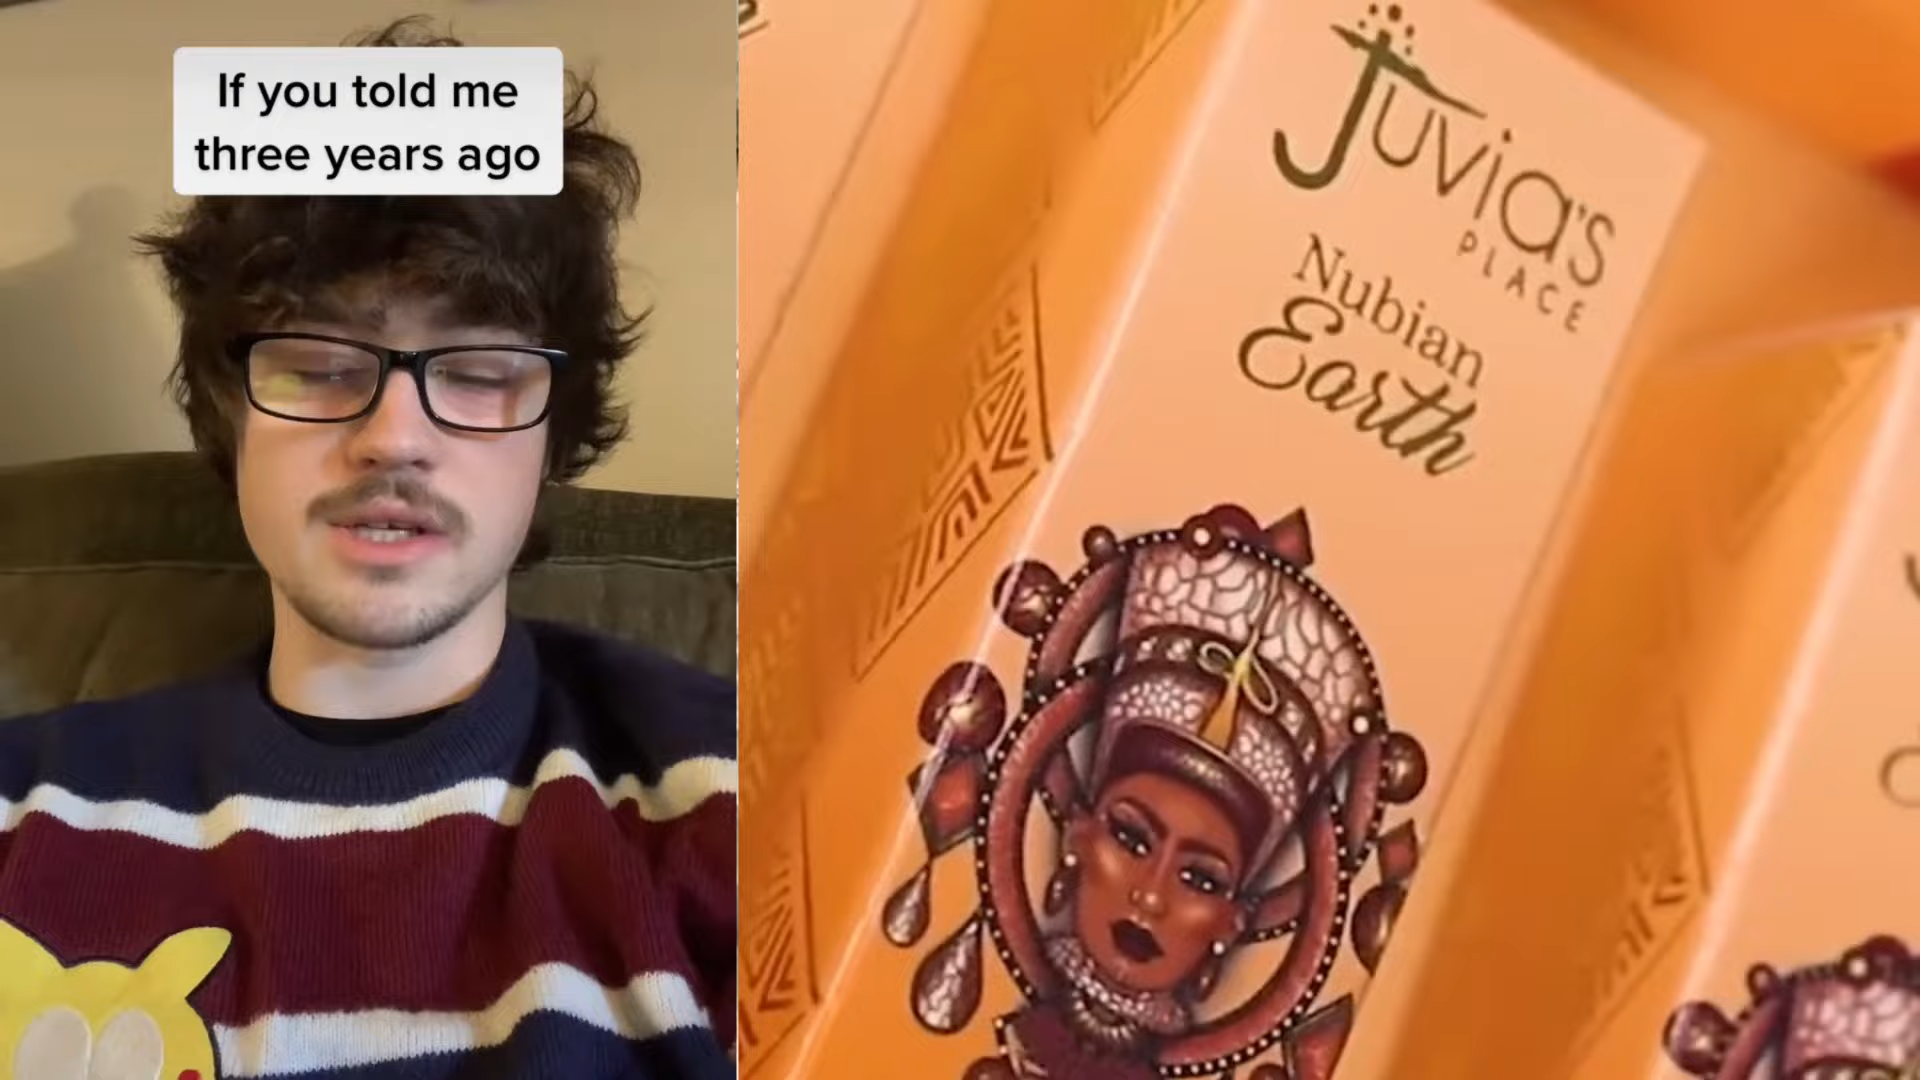 If you told me
three years ago
Juvia's
PLACE
Nubian
Earth